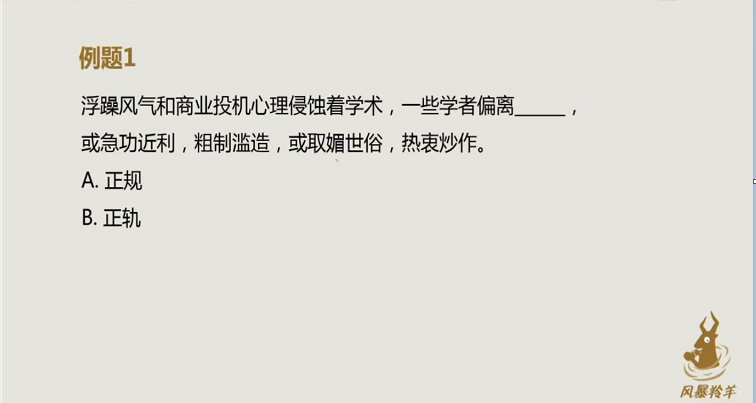 例题1
浮躁风气和商业投机心理侵蚀着学术，一些学者偏离_____，
或急功近利，粗制滥造，或取媚世俗，热衷炒作。
A. 正规
B. 正轨
风暴羚羊